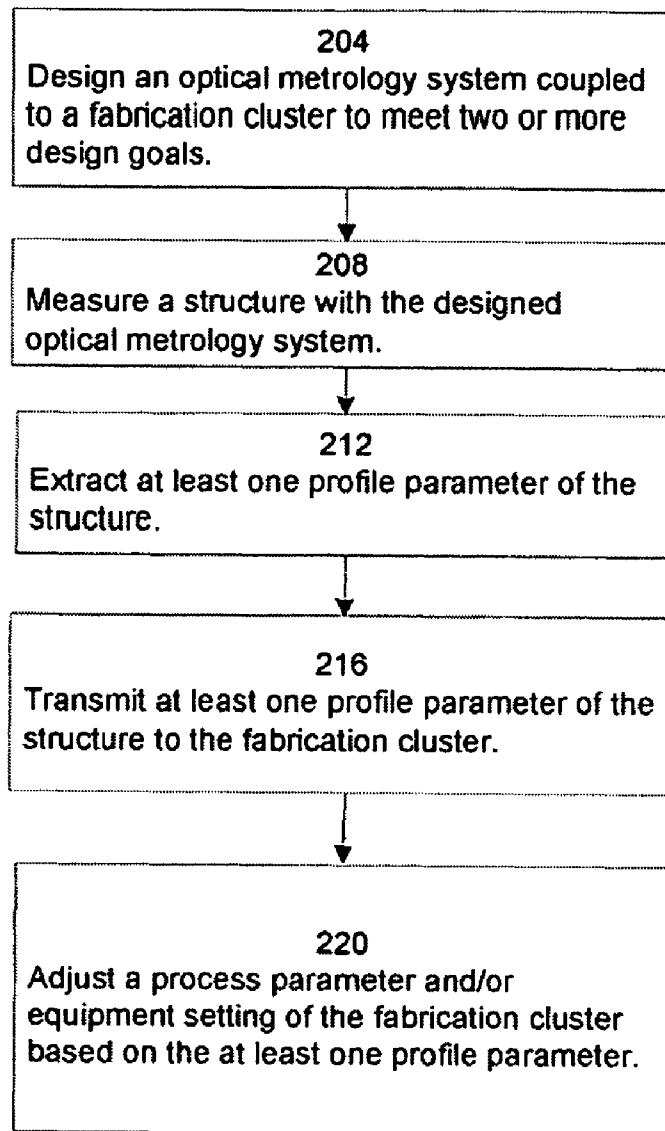 204
Design an optical metrology system coupled
to a fabrication cluster to meet two or more
design goals.
208
Measure a structure with the designed
optical metrology system.
212
Extract at least one profile parameter of the
structure.
216
Transmit at least one profile parameter of the
structure to the fabrication cluster.
220
Adjust a process parameter and/or
equipment setting of the fabrication cluster
based on the at least one profile parameter.